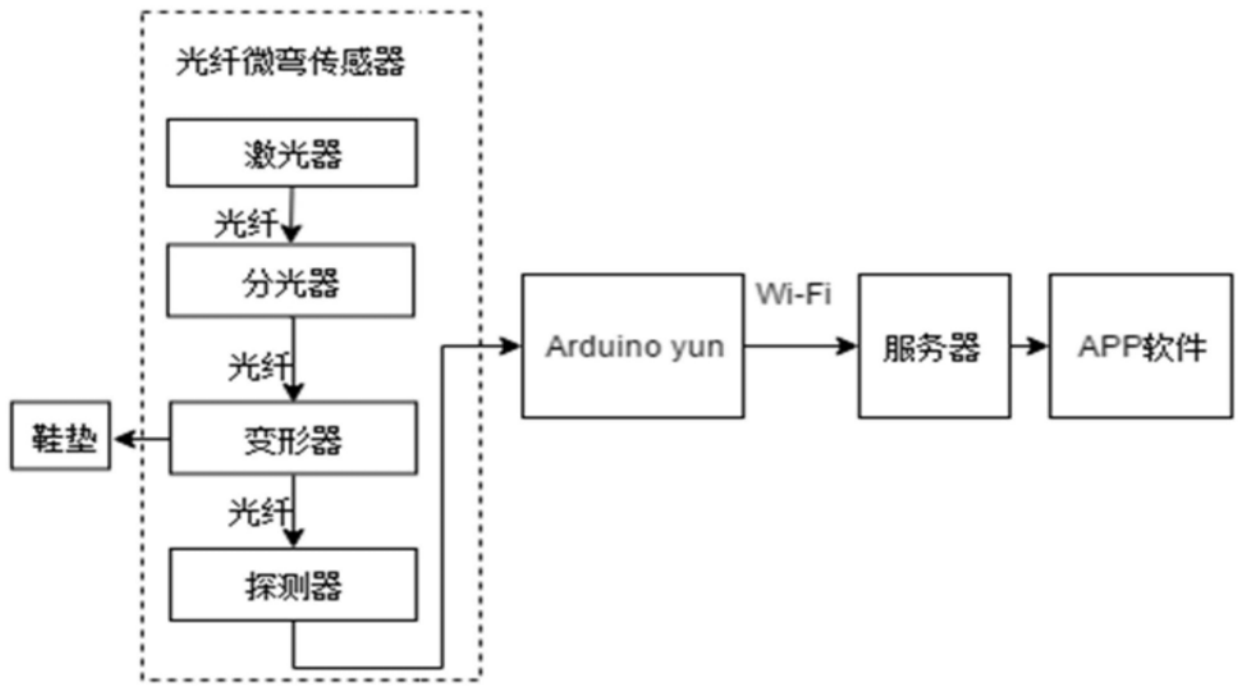 光纤微弯传感器
激光器
光纤
分光器
光纤
变形器
鞋垫
光纤
探测器
Arduino yun
Wi-Fi
服务器
APP软件